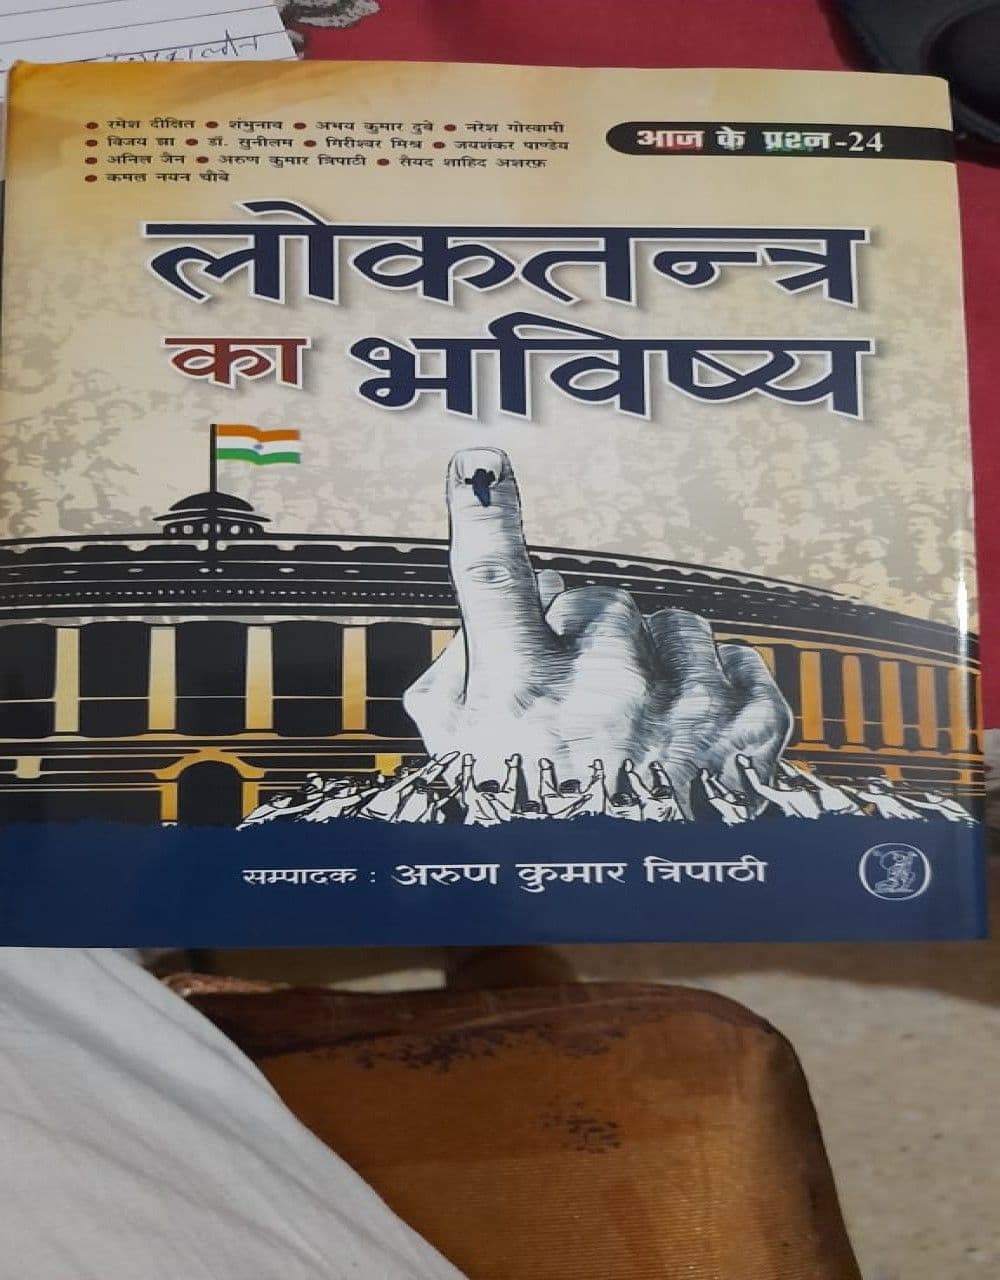 • रमेश दीक्षित • शंभुनाथ • अभय कुमार दुबे • नरेश गोस्वामी
• विजय झा • डॉ. सुनीलम • गिरीश्वर मिश्र • जयशंकर पाण्डेय
• अनिल जैन • अरुण कुमार त्रिपाठी • सैयद शाहिद अशरफ़
• कमल नयन चौबे
आज के प्रश्न-24
लोकतन्त्र
का भविष्य
सम्पादक : अरुण कुमार त्रिपाठी